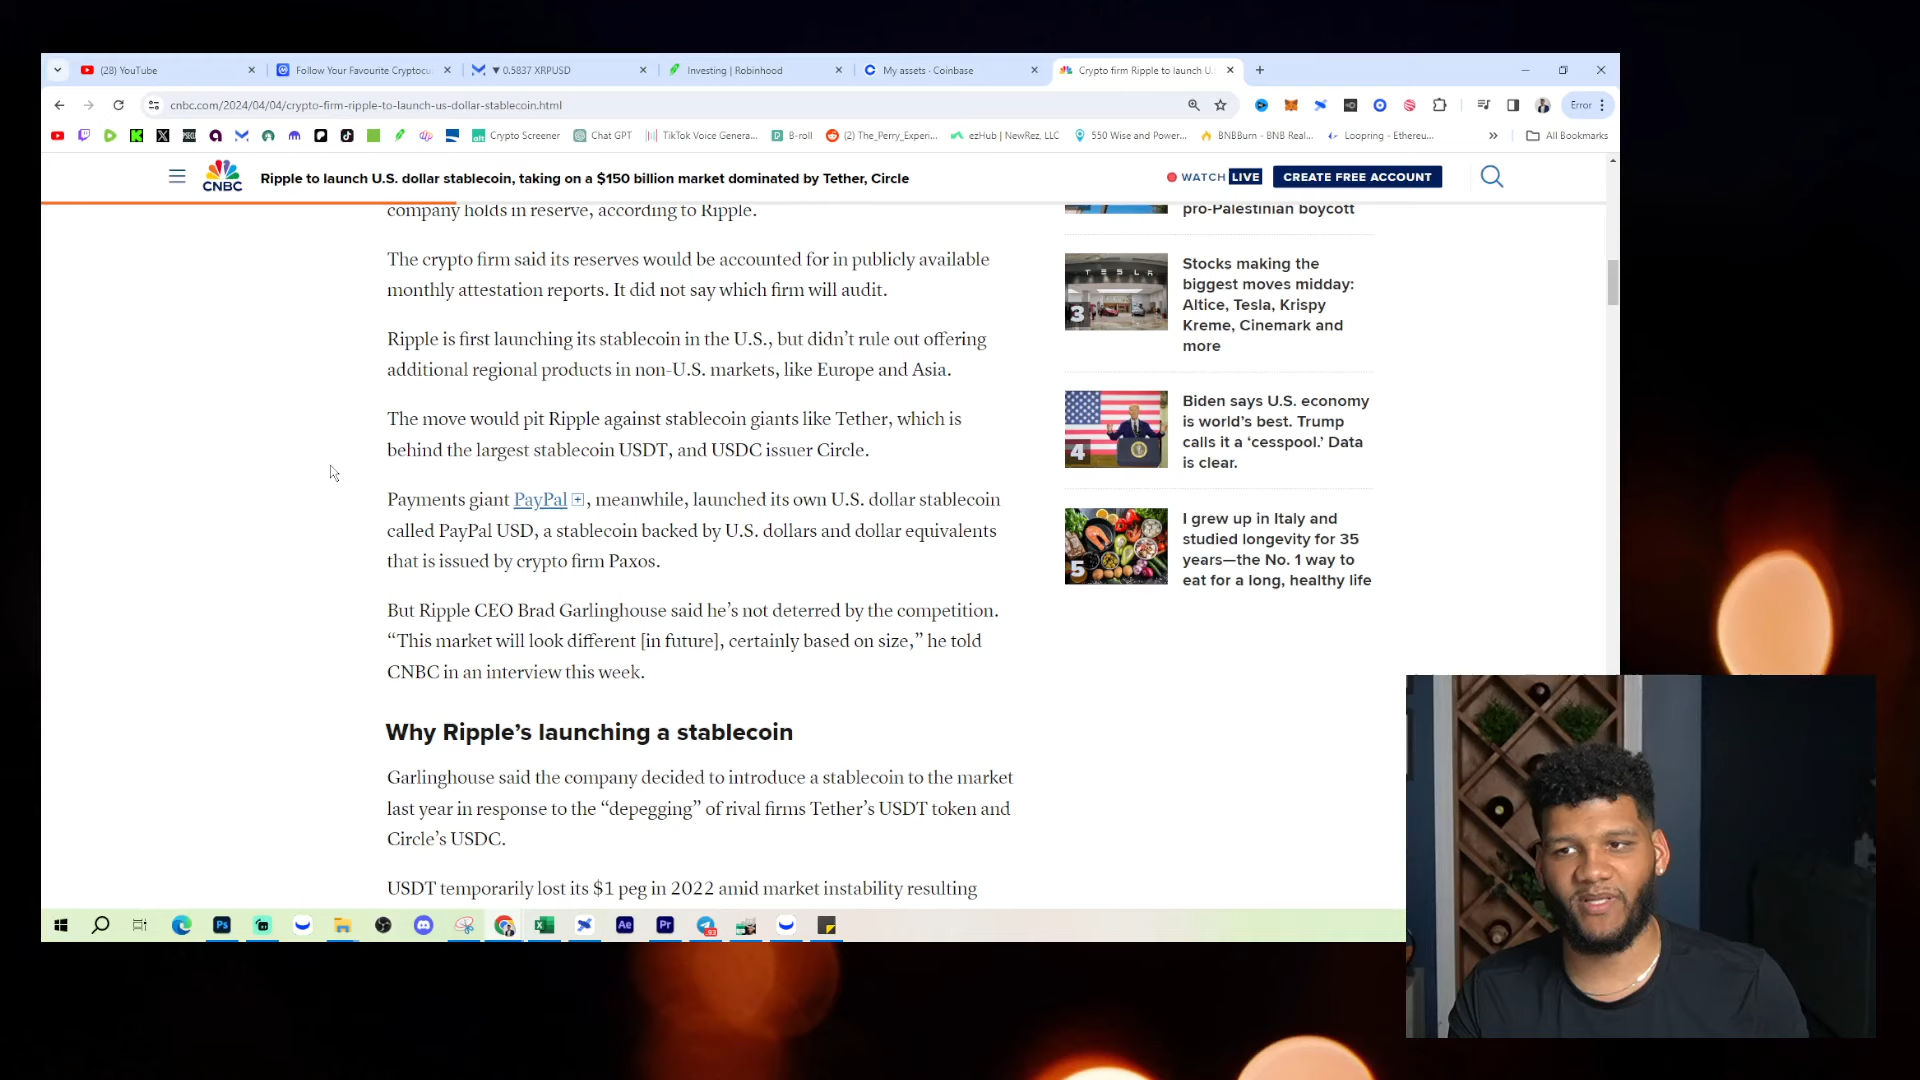 (28) YouTube
Follow Your Favourite Cryptocu
▼ 0.5837 XRPUSD
Investing | Robinhood
My assets - Coinbase
Crypto firm Ripple to launch U.
cnbc.com/2024/04/04/crypto-firm-ripple-to-launch-us-dollar-stablecoin.html
Error
Crypto Screener
Chat GPT
TikTok Voice Genera...
B-roll
(2) The_Perry_Experi...
ezHub | NewRez, LLC
550 Wise and Power...
BNBBurn - BNB Real...
Loopring - Ethereu...
»
All Bookmarks
CNBC
Ripple to launch U.S. dollar stablecoin, taking on a $150 billion market dominated by Tether, Circle
WATCH LIVE
CREATE FREE ACCOUNT
company holds in reserve, according to Ripple.
The crypto firm said its reserves would be accounted for in publicly available
monthly attestation reports. It did not say which firm will audit.
Ripple is first launching its stablecoin in the U.S., but didn’t rule out offering
additional regional products in non-U.S. markets, like Europe and Asia.
The move would pit Ripple against stablecoin giants like Tether, which is
behind the largest stablecoin USDT, and USDC issuer Circle.
Payments giant PayPal, meanwhile, launched its own U.S. dollar stablecoin
called PayPal USD, a stablecoin backed by U.S. dollars and dollar equivalents
that is issued by crypto firm Paxos.
But Ripple CEO Brad Garlinghouse said he’s not deterred by the competition.
“This market will look different [in future], certainly based on size,” he told
CNBC in an interview this week.
Why Ripple’s launching a stablecoin
Garlinghouse said the company decided to introduce a stablecoin to the market
last year in response to the “depegging” of rival firms Tether’s USDT token and
Circle’s USDC.
USDT temporarily lost its $1 peg in 2022 amid market instability resulting
pro-Palestinian boycott
TESLA
3
Stocks making the
biggest moves midday:
Altice, Tesla, Krispy
Kreme, Cinemark and
more
4
Biden says U.S. economy
is world’s best. Trump
calls it a ‘cesspool.’ Data
is clear.
5
I grew up in Italy and
studied longevity for 35
years—the No. 1 way to
eat for a long, healthy life
Ps
Ae
Pr
93